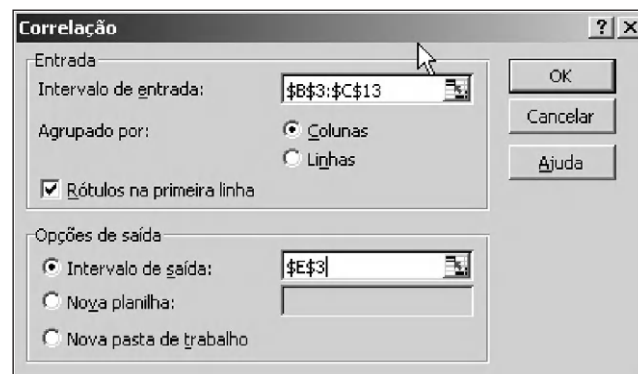 Correlação
Entrada
Intervalo de entrada: $B$3:$C$13
Agrupado por: Colunas
Linhas
Rótulos na primeira linha
Opções de saída
Intervalo de saída: $E$3
Nova planilha:
Nova pasta de trabalho
OK
Cancelar
Ajuda